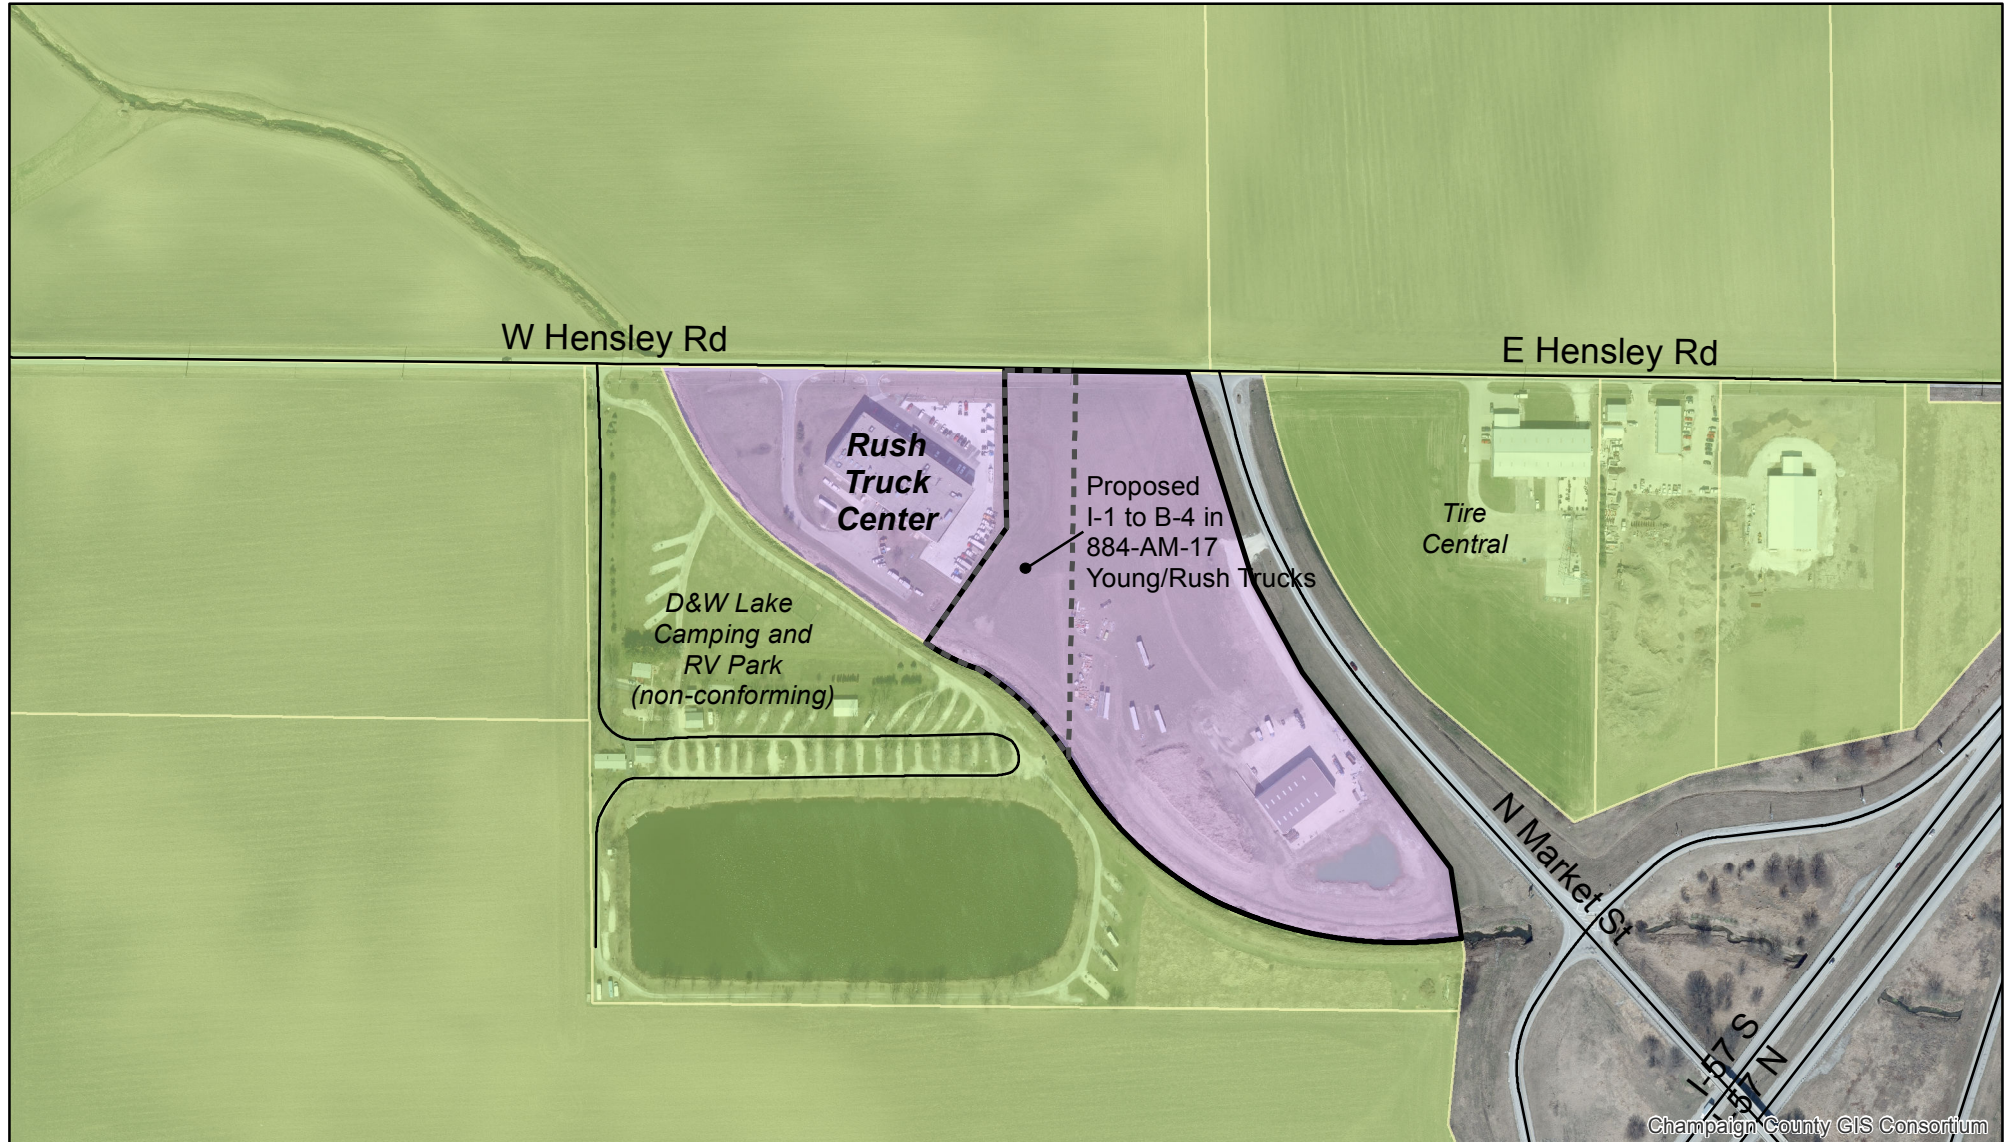 W Hensley Rd
E Hensley Rd
Rush
Truck
Center
Proposed
I-1 to B-4 in
884-AM-17
Young/Rush Trucks
Tire
Central
D&W Lake
Camping and
RV Park
(non-conforming)
N Market St
I-57 S
I-57 N
Champaign County GIS Consortium